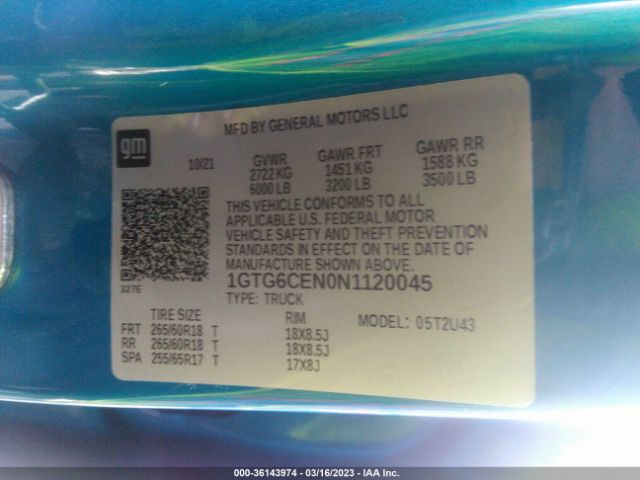 MFD BY GENERAL MOTORS LLC
gm
10/21 GVWR GAWR FRT GAWR RR
2722 KG 1451 KG 1588 KG
6000 LB 3200 LB 3500 LB
THIS VEHICLE CONFORMS TO ALL
APPLICABLE U.S. FEDERAL MOTOR
VEHICLE SAFETY AND THEFT PREVENTION
STANDARDS IN EFFECT ON THE DATE OF
MANUFACTURE SHOWN ABOVE.
327E
1GTG6CEN0N1120045
TYPE: TRUCK
TIRE SIZE RIM MODEL: 05T2U43
FRT 265/60R18 T 18X8.5J
RR 265/60R18 T 18X8.5J
SPA 255/65R17 T 17X8J
000-36143974 - 03/16/2023 - IAA Inc.